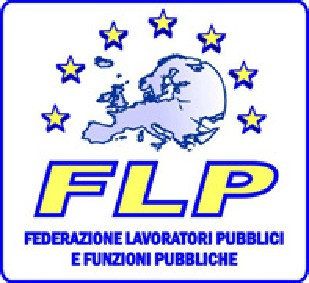 FLP
FEDERAZIONE LAVORATORI PUBBLICI
E FUNZIONI PUBBLICHE